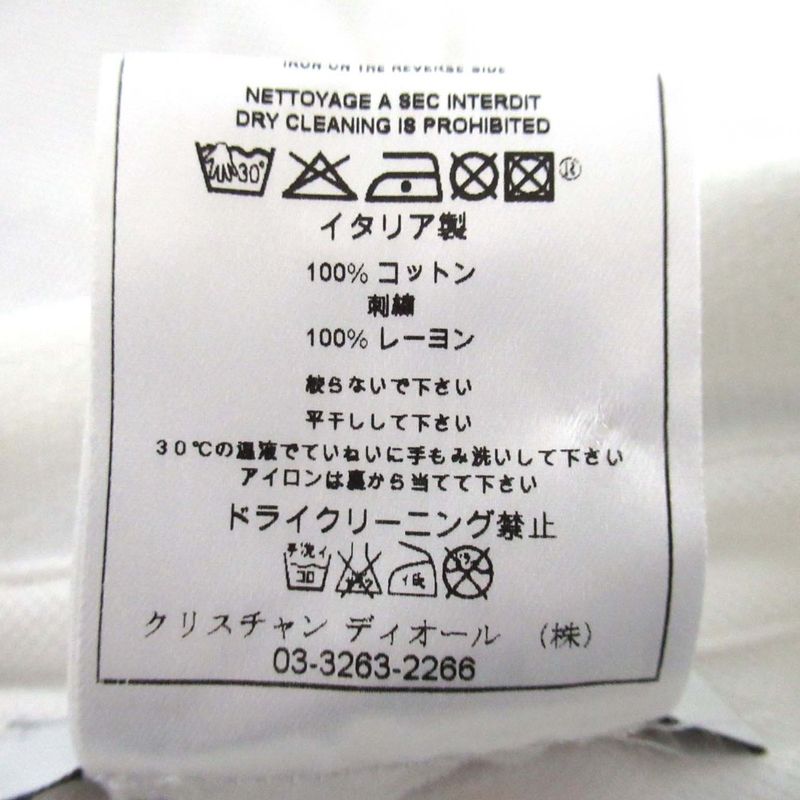 IRON ON THE REVERSE SIDE
NETTOYAGE A SEC INTERDIT
DRY CLEANING IS PROHIBITED
30° ®
イタリア製
100% コットン
刺繍
100% レーヨン
絞らないで下さい
平干しして下さい
30℃の温液でていねいに手もみ洗いして下さい
アイロンは裏から当てて下さい
ドライクリーニング禁止
手洗イ
クリスチャン ディオール (株)
03-3263-2266